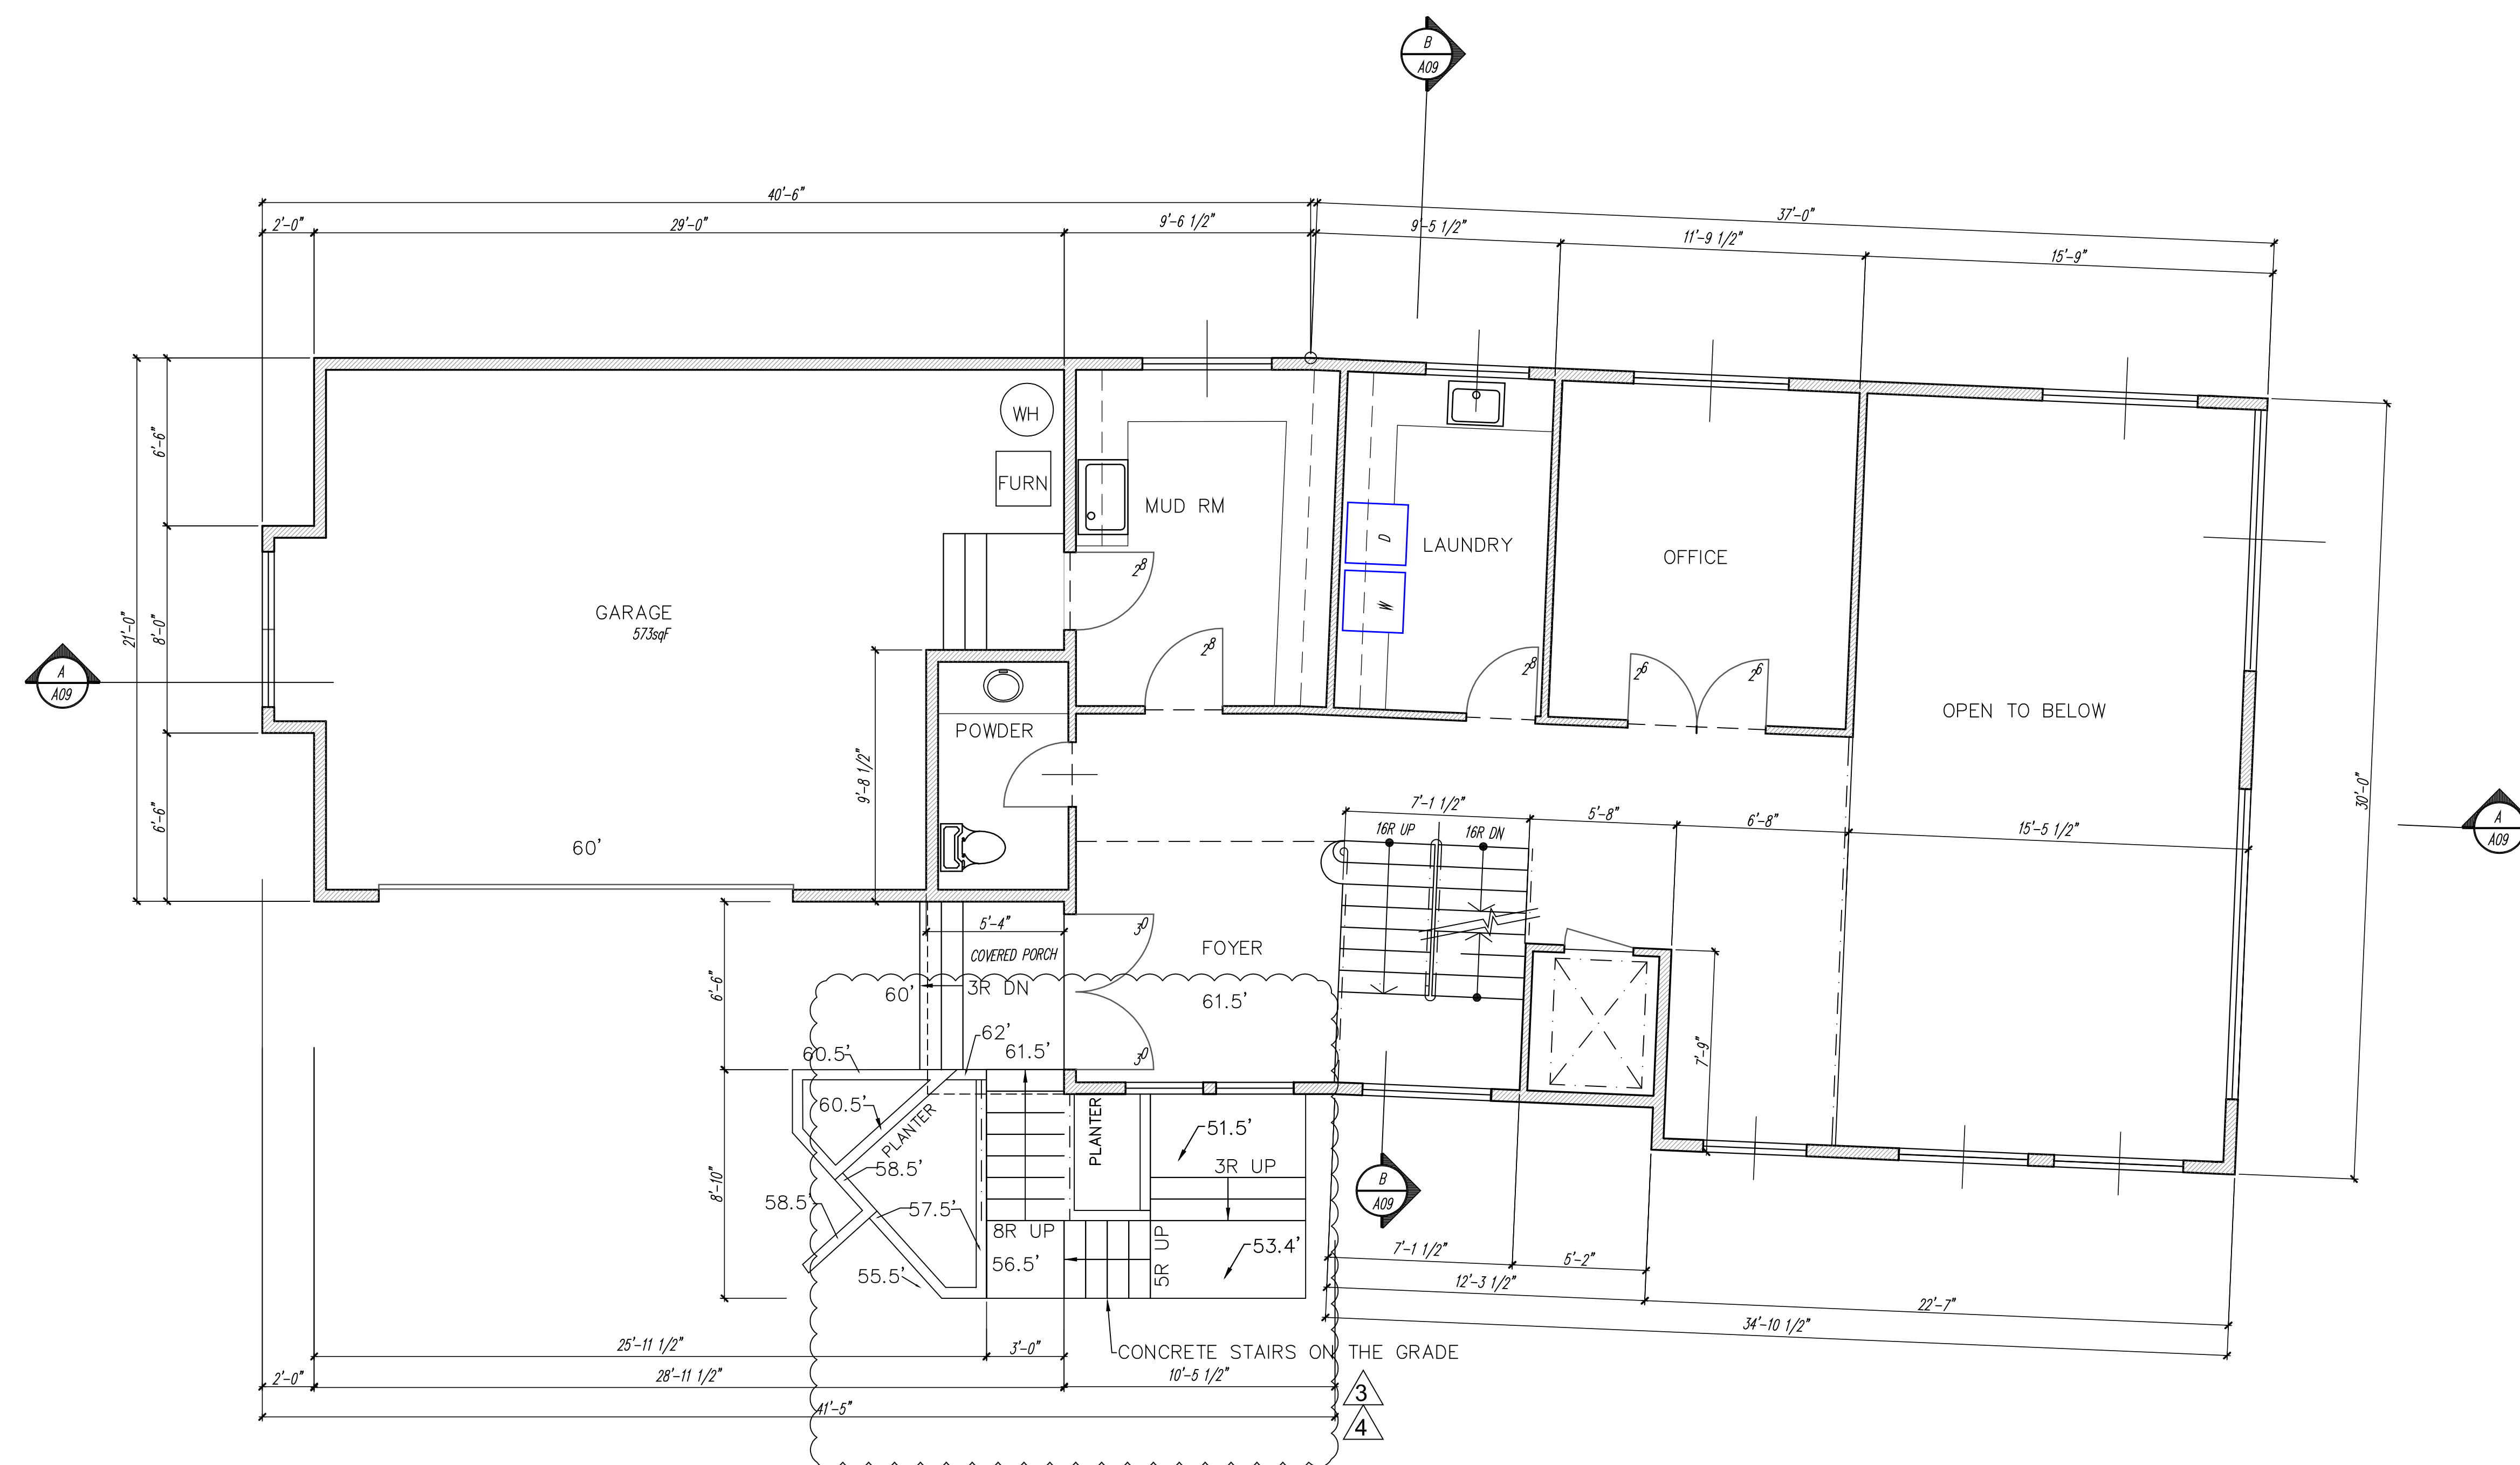 B
A09
40'-6"
37'-0"
2'-0"
29'-0"
9'-6 1/2"
9'-5 1/2"
11'-9 1/2"
15'-9"
WH
FURN
MUD RM
LAUNDRY
OFFICE
D
W
GARAGE
573sqF
28
28
28
26
26
6'-6"
21'-0"
8'-0"
6'-6"
A
A09
POWDER
OPEN TO BELOW
9'-8 1/2"
60'
7'-1 1/2"
5'-8"
6'-8"
15'-5 1/2"
30'-0"
A
A09
16R UP
16R DN
5'-4"
COVERED PORCH
30
FOYER
6'-6"
60'
3R DN
61.5'
62'
60.5'
61.5'
30
7'-9"
60.5'
PLANTER
PLANTER
51.5'
58.5'
3R UP
8'-10"
58.5'
57.5'
B
A09
8R UP
56.5'
5R UP
53.4'
55.5'
7'-1 1/2"
5'-2"
12'-3 1/2"
22'-7"
34'-10 1/2"
25'-11 1/2"
3'-0"
CONCRETE STAIRS ON THE GRADE
2'-0"
28'-11 1/2"
10'-5 1/2"
3
41'-5"
4